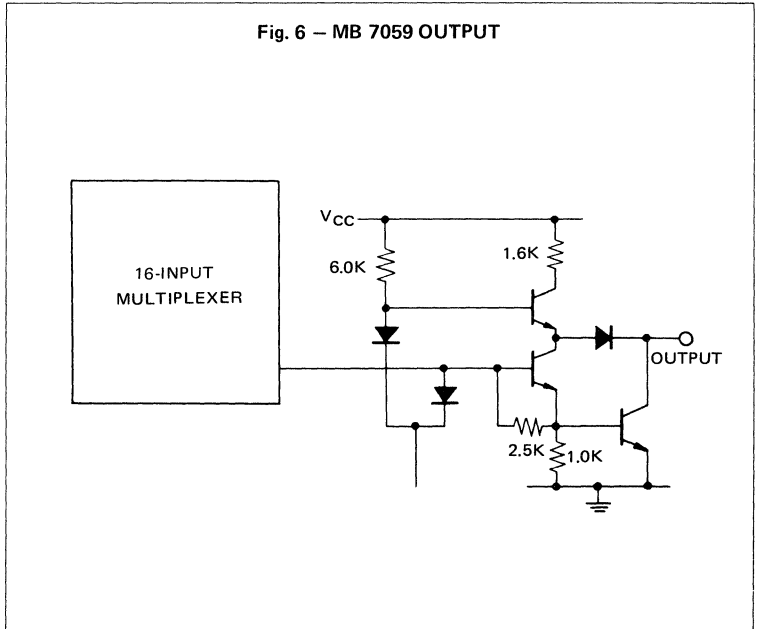 Fig. 6 — MB 7059 OUTPUT
VCC
6.0K
1.6K
16-INPUT
MULTIPLEXER
OUTPUT
2.5K
1.0K